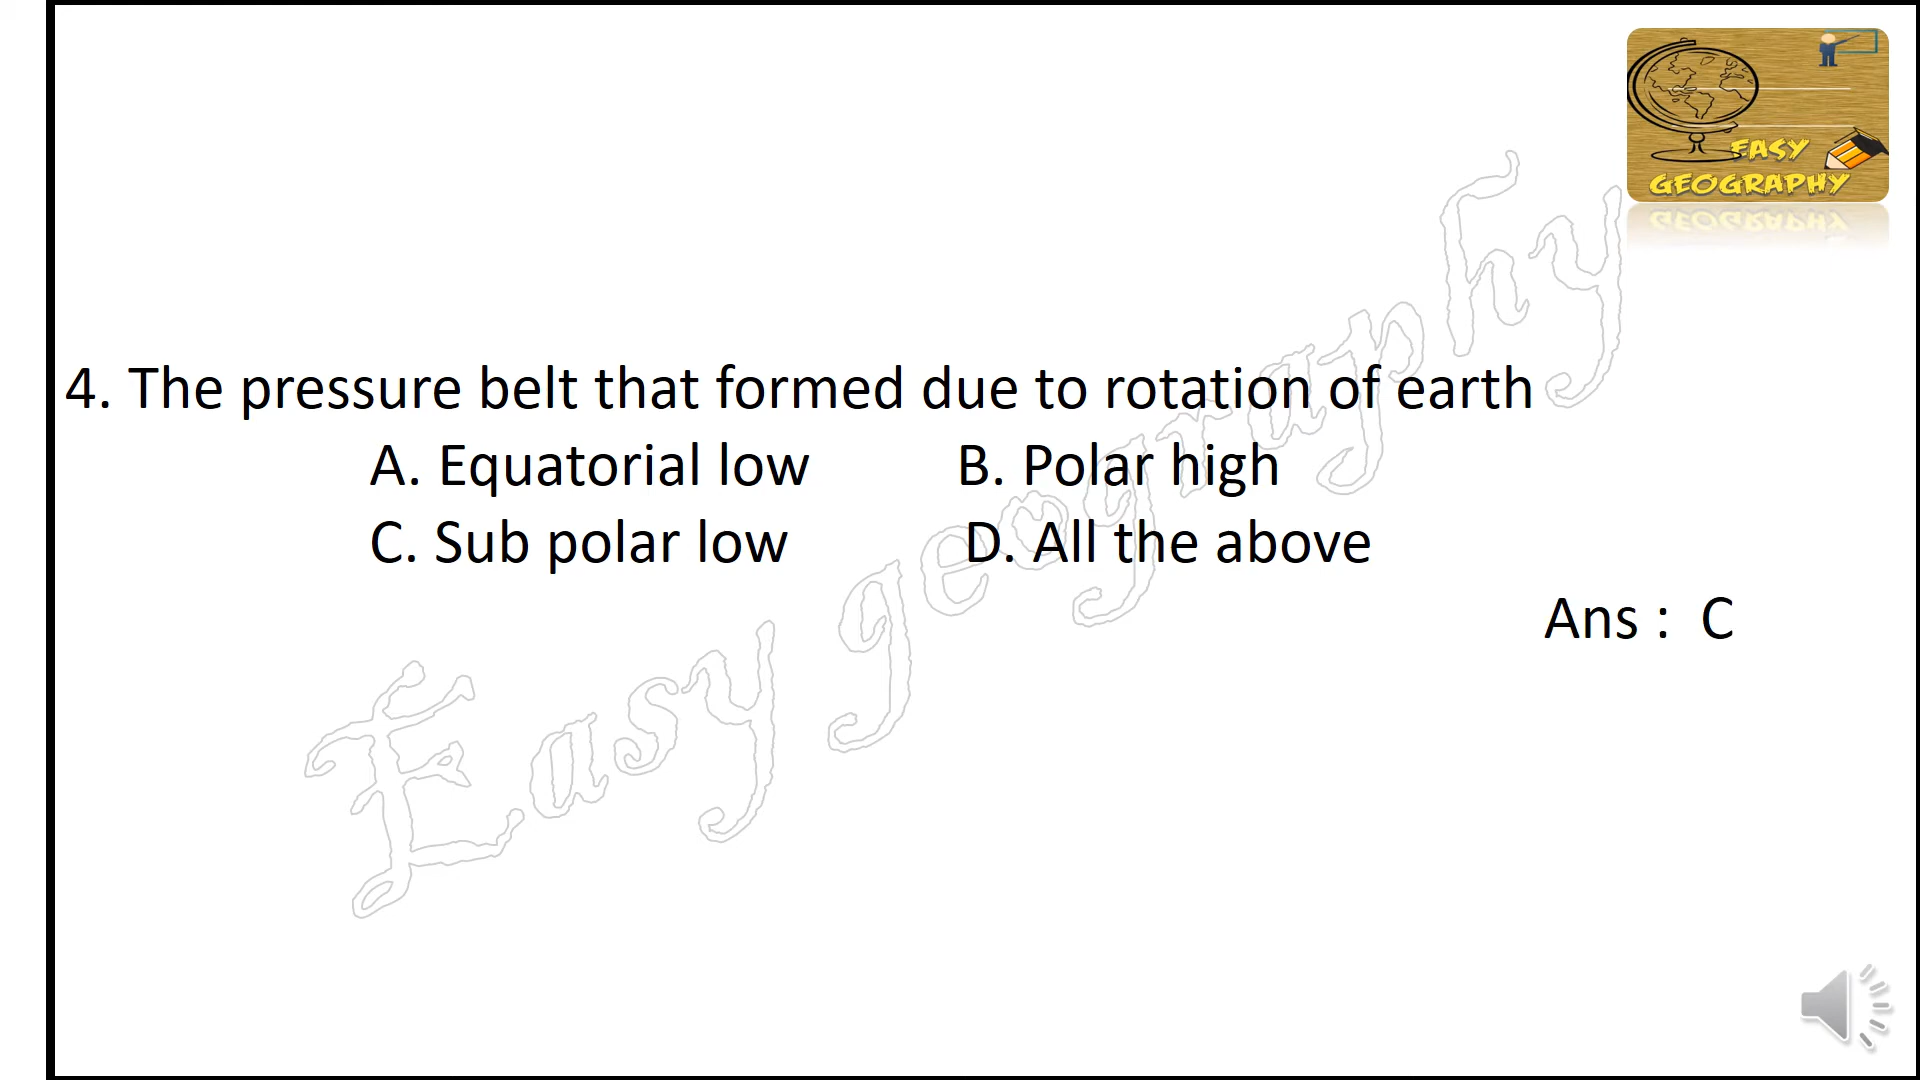 EASY
GEOGRAPHY
4. The pressure belt that formed due to rotation of earth
A. Equatorial low B. Polar high
C. Sub polar low D. All the above
Ans : C
Easy geography